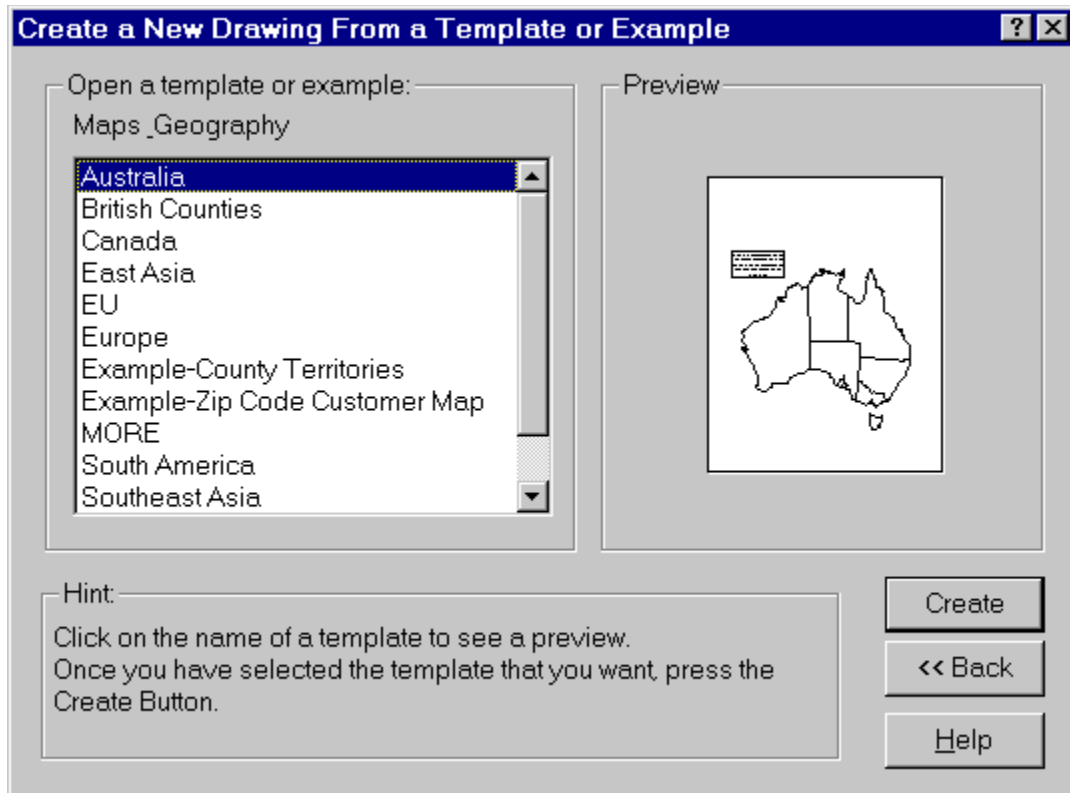 Create a New Drawing From a Template or Example
Open a template or example:
Maps_Geography
Australia
British Counties
Canada
East Asia
EU
Europe
Example-County Territories
Example-Zip Code Customer Map
MORE
South America
Southeast Asia
Preview
Hint:
Click on the name of a template to see a preview.
Once you have selected the template that you want, press the
Create Button.
Create
<< Back
Help